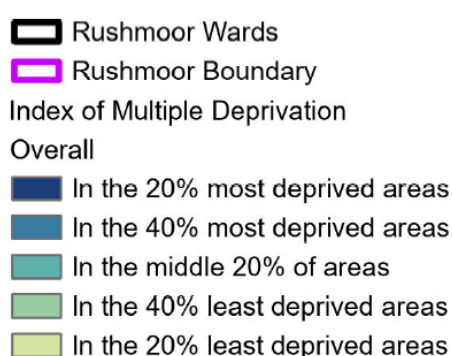 Rushmoor Wards
Rushmoor Boundary
Index of Multiple Deprivation
Overall
In the 20% most deprived areas
In the 40% most deprived areas
In the middle 20% of areas
In the 40% least deprived areas
In the 20% least deprived areas